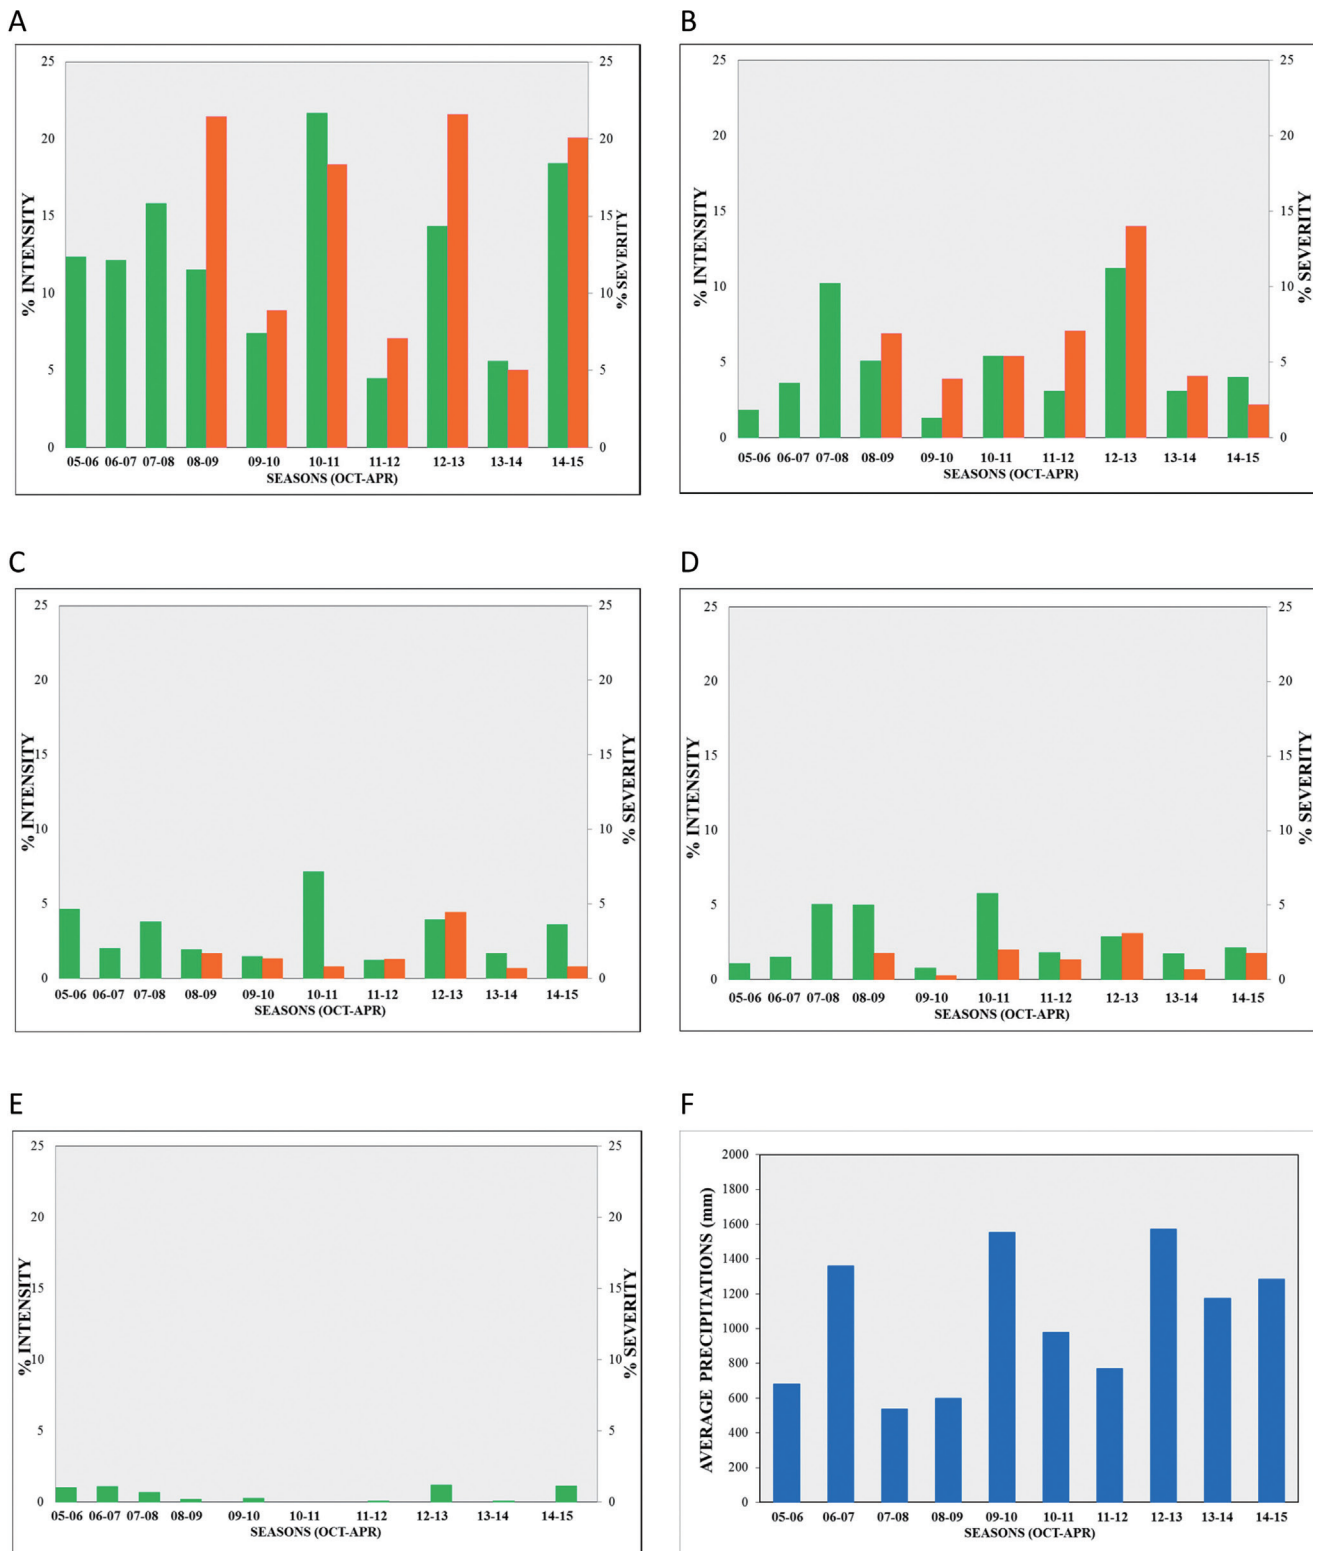 A
25
20
15
10
5
0
25
20
15
10
5
0
% INTENSITY
% SEVERITY
05-06 06-07 07-08 08-09 09-10 10-11 11-12 12-13 13-14 14-15
SEASONS (OCT-APR)
B
25
20
15
10
5
0
25
20
15
10
5
0
% INTENSITY
% SEVERITY
05-06 06-07 07-08 08-09 09-10 10-11 11-12 12-13 13-14 14-15
SEASONS (OCT-APR)
C
25
20
15
10
5
0
25
20
15
10
5
0
% INTENSITY
% SEVERITY
05-06 06-07 07-08 08-09 09-10 10-11 11-12 12-13 13-14 14-15
SEASONS (OCT-APR)
D
25
20
15
10
5
0
25
20
15
10
5
0
% INTENSITY
% SEVERITY
05-06 06-07 07-08 08-09 09-10 10-11 11-12 12-13 13-14 14-15
SEASONS (OCT-APR)
E
25
20
15
10
5
0
25
20
15
10
5
0
% INTENSITY
% SEVERITY
05-06 06-07 07-08 08-09 09-10 10-11 11-12 12-13 13-14 14-15
SEASONS (OCT-APR)
F
2000
1800
1600
1400
1200
1000
800
600
400
200
0
AVERAGE PRECIPITATIONS (mm)
05-06 06-07 07-08 08-09 09-10 10-11 11-12 12-13 13-14 14-15
SEASONS (OCT-APR)